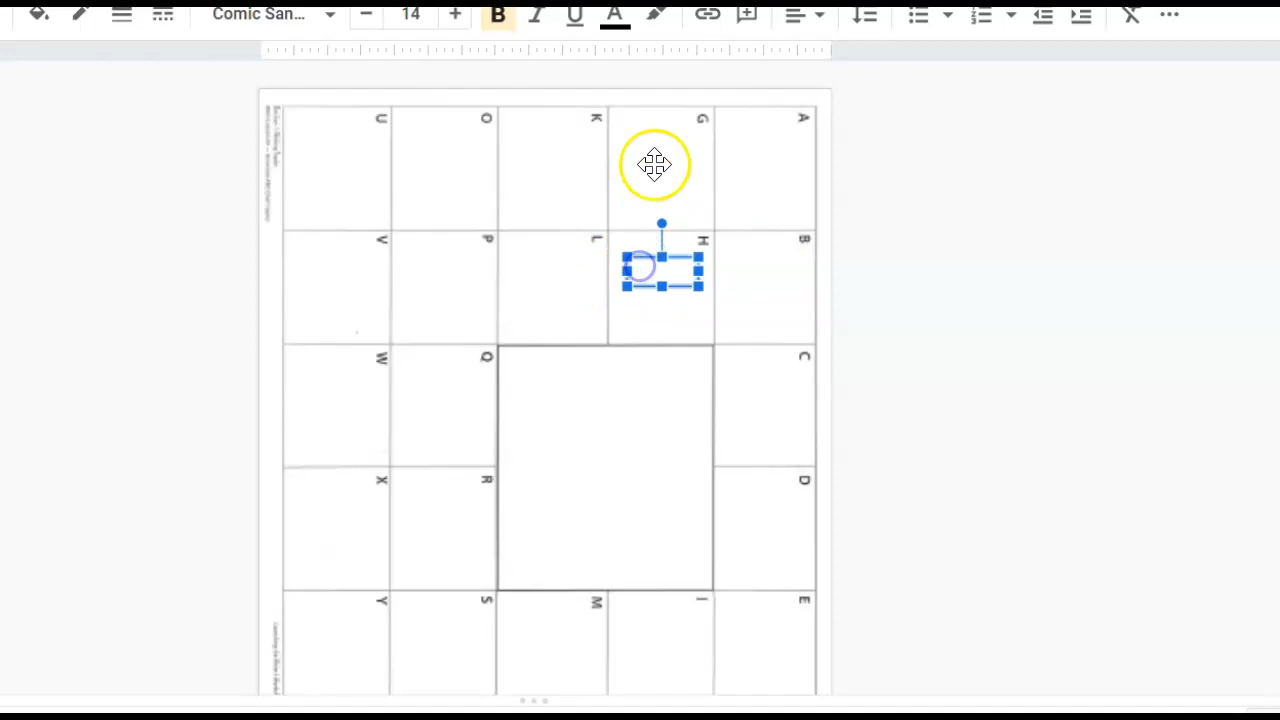 Comic San... − 14 + B I U A
U O K G A
V P L H B
W Q C
X R D
Y S M I E